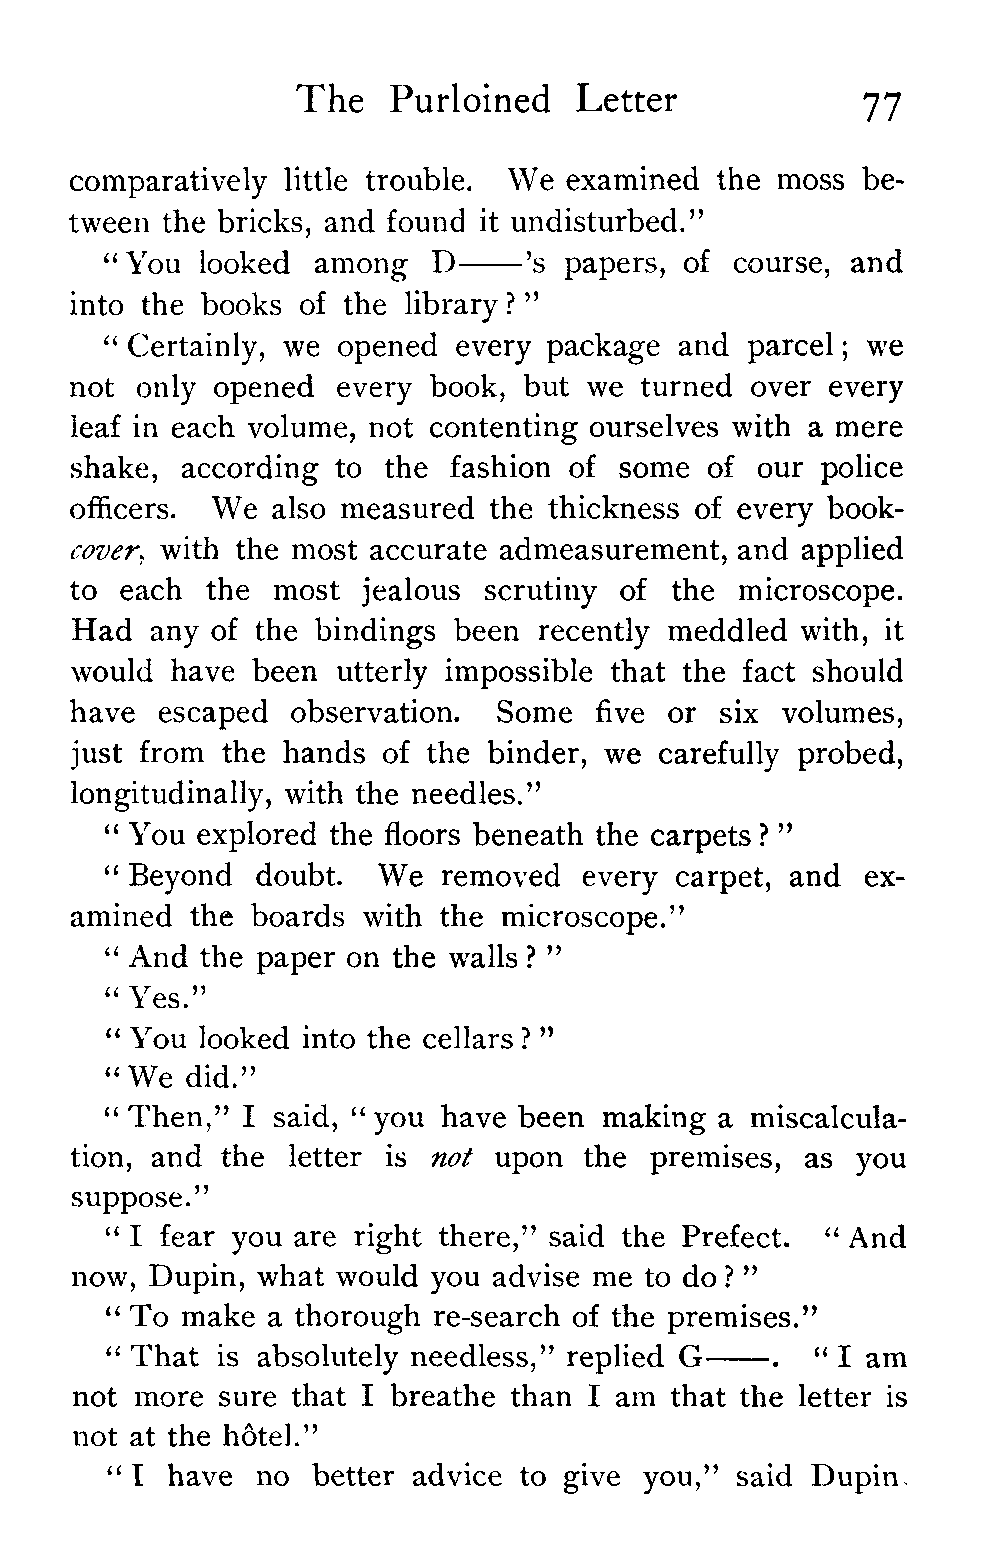 The Purloined Letter 77
comparatively little trouble. We examined the moss be-
tween the bricks, and found it undisturbed."
"You looked among D——'s papers, of course, and
into the books of the library?"
"Certainly, we opened every package and parcel; we
not only opened every book, but we turned over every
leaf in each volume, not contenting ourselves with a mere
shake, according to the fashion of some of our police
officers. We also measured the thickness of every book-
cover, with the most accurate admeasurement, and applied
to each the most jealous scrutiny of the microscope.
Had any of the bindings been recently meddled with, it
would have been utterly impossible that the fact should
have escaped observation. Some five or six volumes,
just from the hands of the binder, we carefully probed,
longitudinally, with the needles."
"You explored the floors beneath the carpets?"
"Beyond doubt. We removed every carpet, and ex-
amined the boards with the microscope."
"And the paper on the walls?"
"Yes."
"You looked into the cellars?"
"We did."
"Then," I said, "you have been making a miscalcula-
tion, and the letter is not upon the premises, as you
suppose."
"I fear you are right there," said the Prefect. "And
now, Dupin, what would you advise me to do?"
"To make a thorough re-search of the premises."
"That is absolutely needless," replied G——. "I am
not more sure that I breathe than I am that the letter is
not at the hôtel."
"I have no better advice to give you," said Dupin.